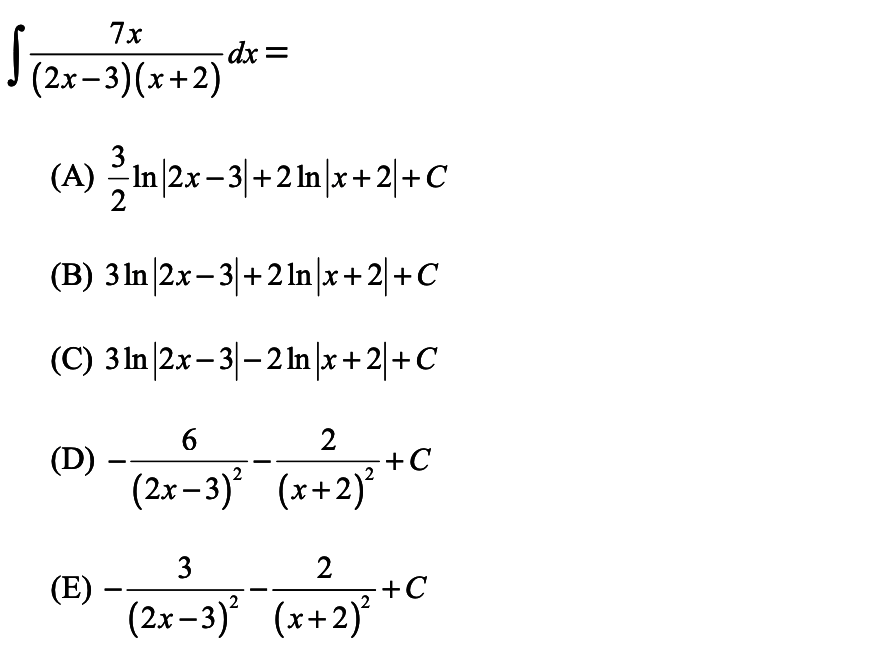 ∫ 7x / ((2x−3)(x+2)) dx =
(A) 3/2 ln|2x−3|+2 ln|x+2|+C
(B) 3 ln|2x−3|+2 ln|x+2|+C
(C) 3 ln|2x−3|−2 ln|x+2|+C
(D) −6/(2x−3)²−2/(x+2)²+C
(E) −3/(2x−3)²−2/(x+2)²+C